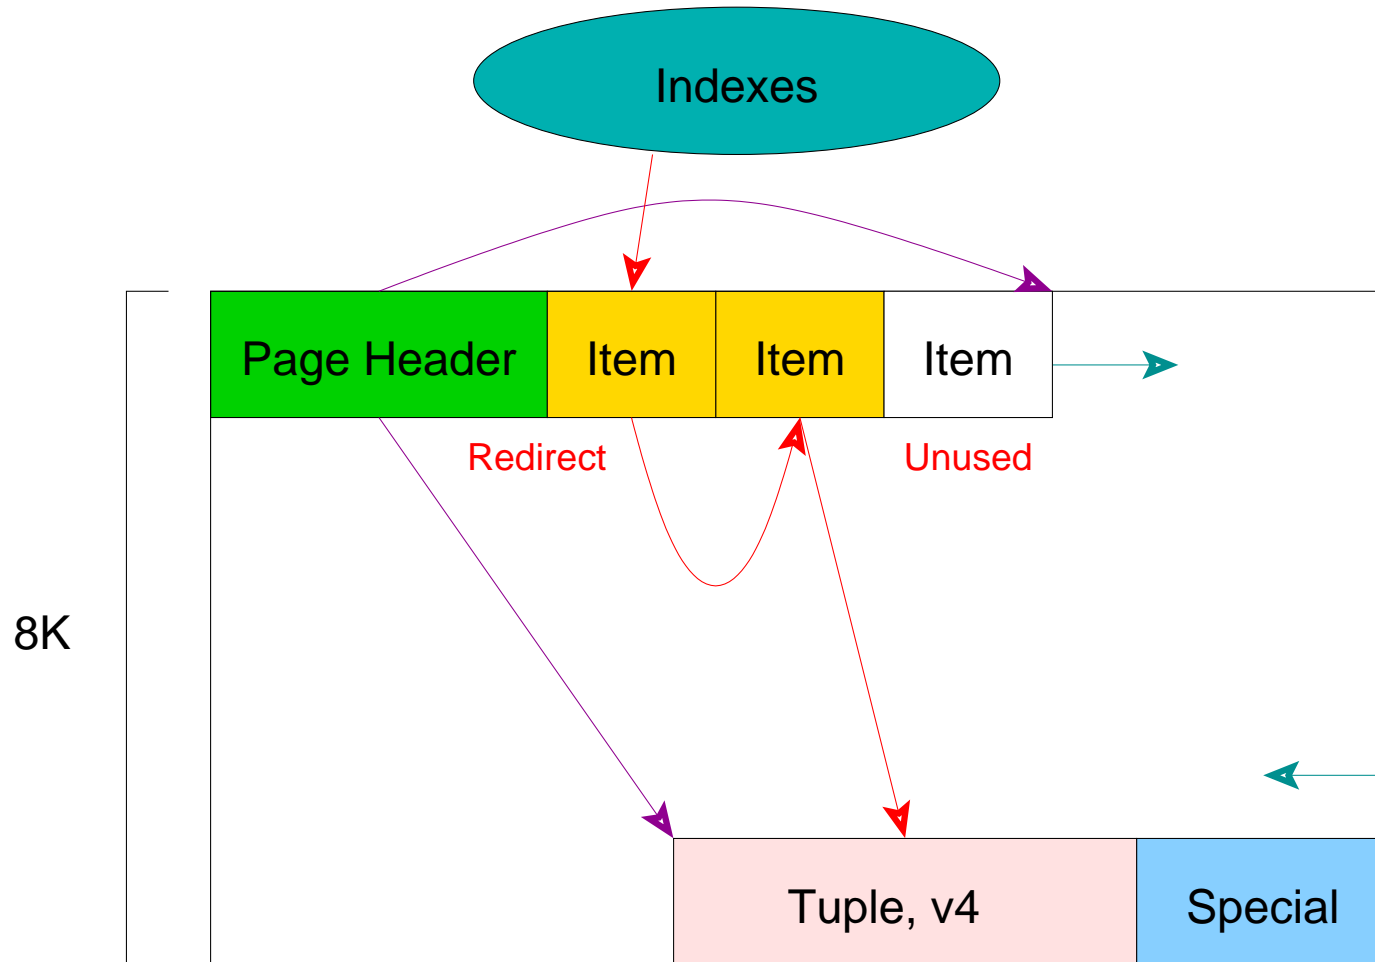 Indexes
Page Header
Item
Item
Item
Redirect
Unused
8K
Tuple, v4
Special